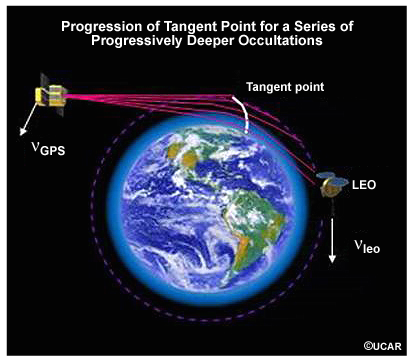 Progression of Tangent Point for a Series of
Progressively Deeper Occultations
Tangent point
νGPS
LEO
νleo
©UCAR